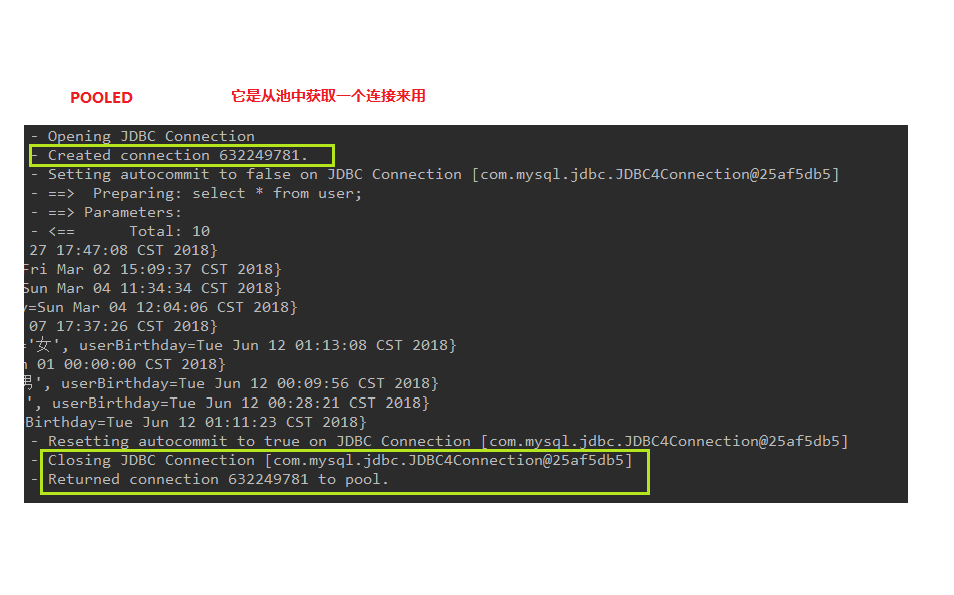 POOLED 它是从池中获取一个连接来用
- Opening JDBC Connection
- Created connection 632249781.
- Setting autocommit to false on JDBC Connection [com.mysql.jdbc.JDBC4Connection@25af5db5]
- ==>  Preparing: select * from user;
- ==> Parameters:
- <==      Total: 10
27 17:47:08 CST 2018}
Fri Mar 02 15:09:37 CST 2018}
Sun Mar 04 11:34:34 CST 2018}
y=Sun Mar 04 12:04:06 CST 2018}
07 17:37:26 CST 2018}
='女', userBirthday=Tue Jun 12 01:13:08 CST 2018}
n 01 00:00:00 CST 2018}
男', userBirthday=Tue Jun 12 00:09:56 CST 2018}
', userBirthday=Tue Jun 12 00:28:21 CST 2018}
Birthday=Tue Jun 12 01:11:23 CST 2018}
- Resetting autocommit to true on JDBC Connection [com.mysql.jdbc.JDBC4Connection@25af5db5]
- Closing JDBC Connection [com.mysql.jdbc.JDBC4Connection@25af5db5]
- Returned connection 632249781 to pool.